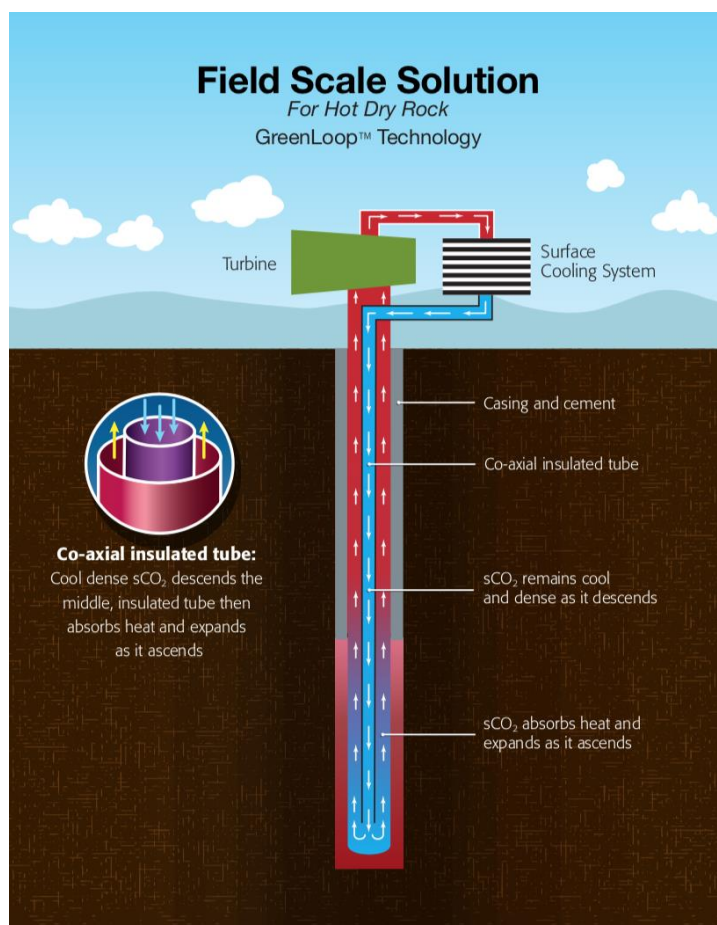 Field Scale Solution
For Hot Dry Rock
GreenLoop™ Technology
Turbine
Surface
Cooling System
Casing and cement
Co-axial insulated tube
Co-axial insulated tube:
Cool dense sCO₂ descends the
middle, insulated tube then
absorbs heat and expands
as it ascends
sCO₂ remains cool
and dense as it descends
sCO₂ absorbs heat and
expands as it ascends